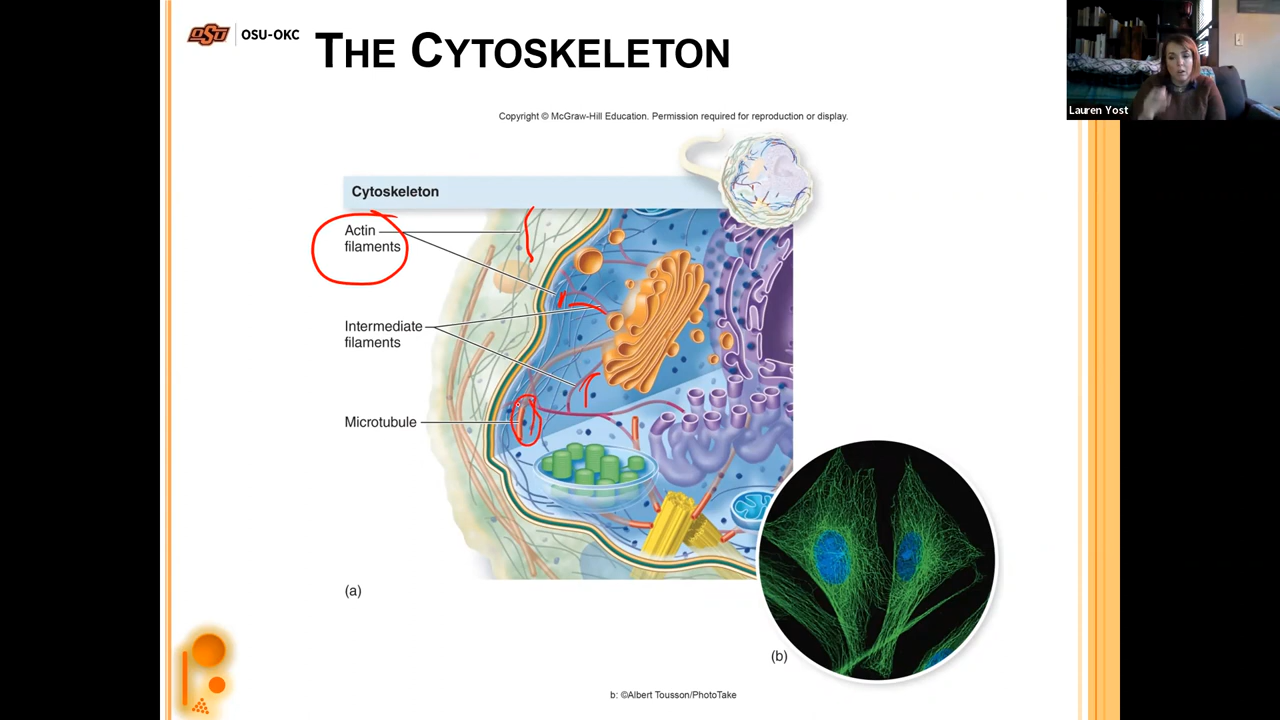 OSU
OSU-OKC
THE CYTOSKELETON
Lauren Yost
Copyright © McGraw-Hill Education. Permission required for reproduction or display.
Cytoskeleton
Actin
filaments
Intermediate
filaments
Microtubule
(a)
(b)
b: ©Albert Tousson/PhotoTake